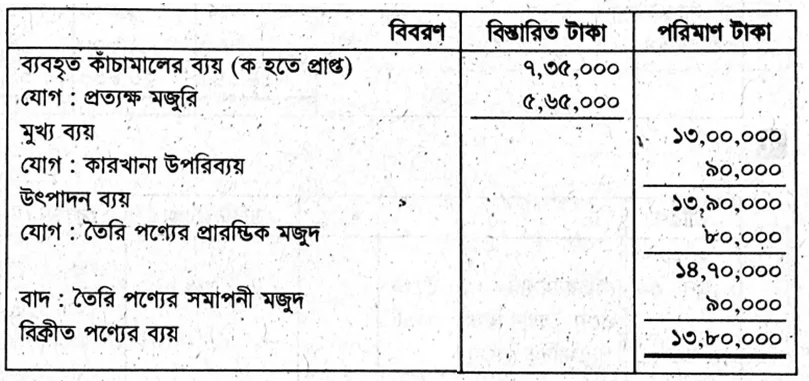 বিবরণ বিস্তারিত টাকা পরিমাণ টাকা
ব্যবহৃত কাঁচামালের ব্যয় (ক হতে প্রাপ্ত) ৭,৩৫,০০০
যোগ : প্রত্যক্ষ মজুরি ৫,৬৫,০০০
মুখ্য ব্যয় ১৩,০০,০০০
যোগ : কারখানা উপরিব্যয় ৯০,০০০
উৎপাদন ব্যয় ১৩,৯০,০০০
যোগ : তৈরি পণ্যের প্রারম্ভিক মজুদ ৮০,০০০
১৪,৭০,০০০
বাদ : তৈরি পণ্যের সমাপনী মজুদ ৯০,০০০
বিক্রীত পণ্যের ব্যয় ১৩,৮০,০০০